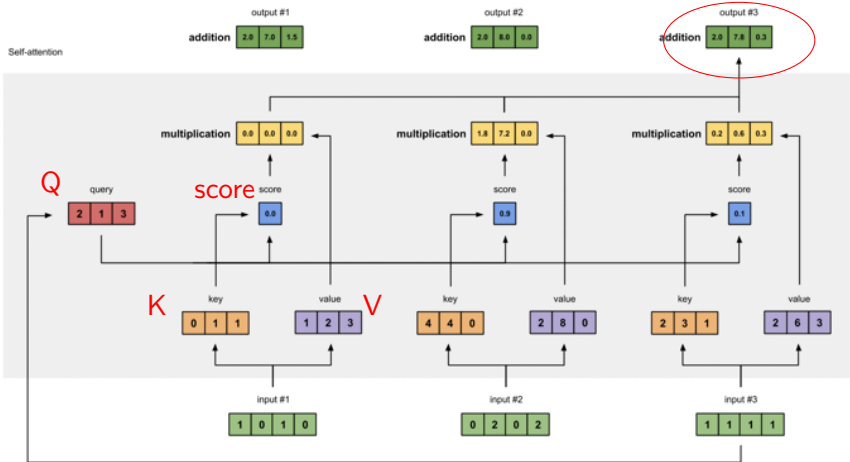 output #1 output #2 output #3
addition 2.0 7.0 1.5 addition 2.0 8.0 0.0 addition 2.0 7.8 0.3
Self-attention
multiplication 0.0 0.0 0.0 multiplication 1.8 7.2 0.0 multiplication 0.2 0.6 0.3
Q query score score score score
2 1 3 0.0 0.9 0.1
K key value V key value key value
0 1 1 1 2 3 4 4 0 2 8 0 2 3 1 2 6 3
input #1 input #2 input #3
1 0 1 0 0 2 0 2 1 1 1 1